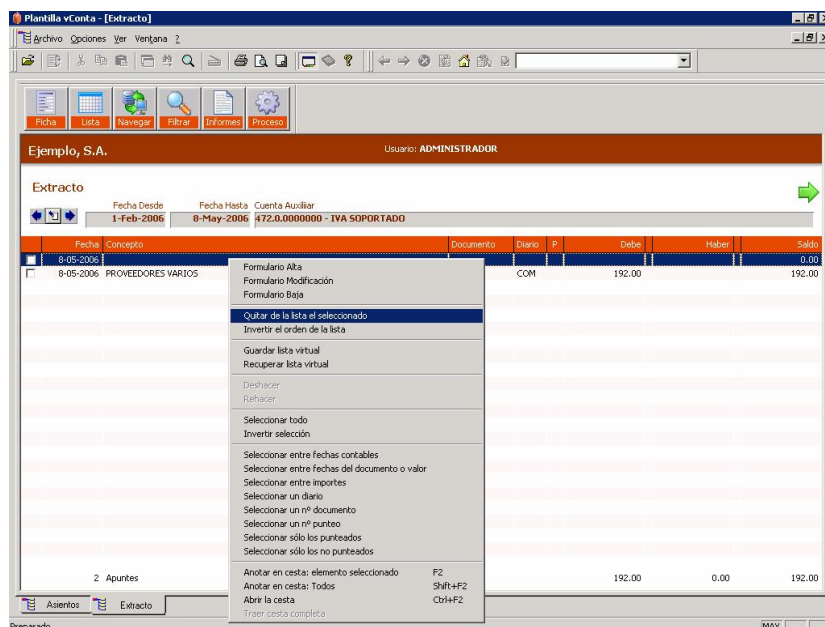 Plantilla vConta - [Extracto]
Archivo Opciones Ver Ventana ?
Ficha Lista Navegar Filtrar Informes Proceso
Ejemplo, S.A. Usuario: ADMINISTRADOR
Extracto
Fecha Desde Fecha Hasta Cuenta Auxiliar
1-Feb-2006 8-May-2006 472.0.0000000 - IVA SOPORTADO
Fecha Concepto Documento Diario P Debe Haber Saldo
8-05-2006 0.00
8-05-2006 PROVEEDORES VARIOS COM 192.00 192.00
Formulario Alta
Formulario Modificación
Formulario Baja
Quitar de la lista el seleccionado
Invertir el orden de la lista
Guardar lista virtual
Recuperar lista virtual
Deshacer
Rehacer
Seleccionar todo
Invertir selección
Seleccionar entre fechas contables
Seleccionar entre fechas del documento o valor
Seleccionar entre importes
Seleccionar un diario
Seleccionar un nº documento
Seleccionar un nº punteo
Seleccionar sólo los punteados
Seleccionar sólo los no punteados
Anotar en cesta: elemento seleccionado F2
Anotar en cesta: Todos Shift+F2
Abrir la cesta Ctrl+F2
Traer cesta completa
2 Apuntes 192.00 0.00 192.00
Asientos Extracto
Preparado MAY